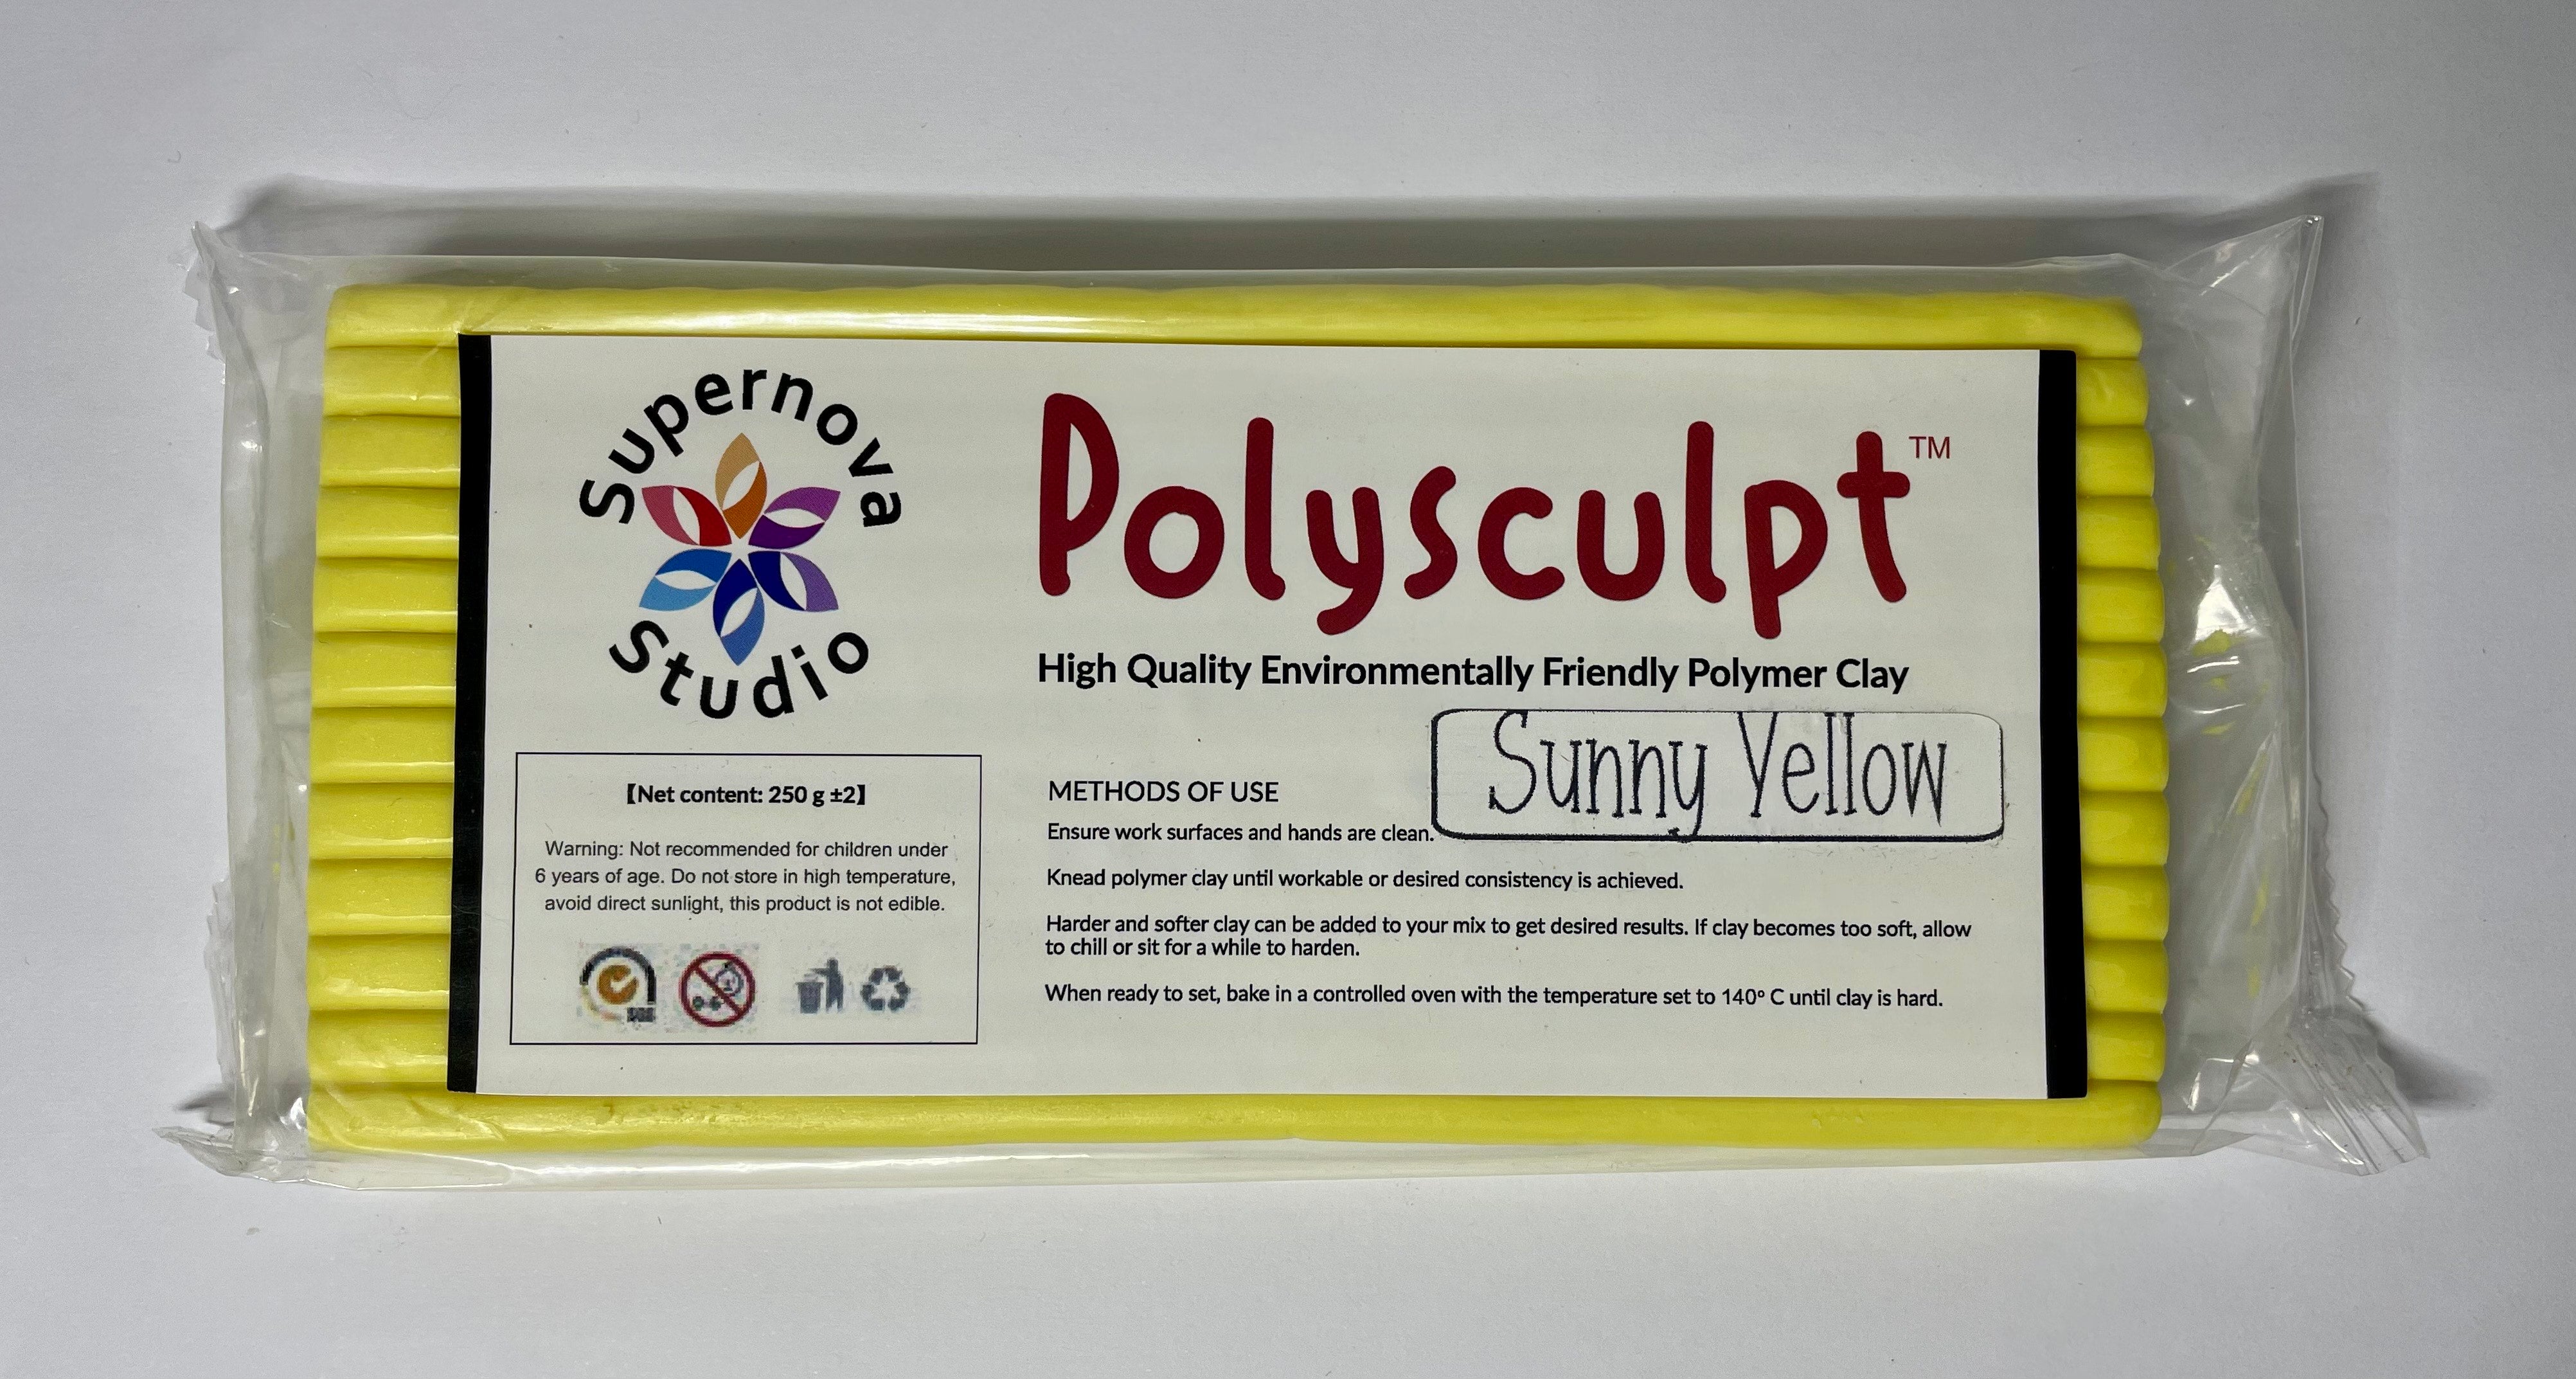 Supernova
Studio
Polysculpt™
High Quality Environmentally Friendly Polymer Clay
Sunny Yellow
【Net content: 250 g ±2】
Warning: Not recommended for children under
6 years of age. Do not store in high temperature,
avoid direct sunlight, this product is not edible.
METHODS OF USE
Ensure work surfaces and hands are clean.
Knead polymer clay until workable or desired consistency is achieved.
Harder and softer clay can be added to your mix to get desired results. If clay becomes too soft, allow
to chill or sit for a while to harden.
When ready to set, bake in a controlled oven with the temperature set to 140º C until clay is hard.